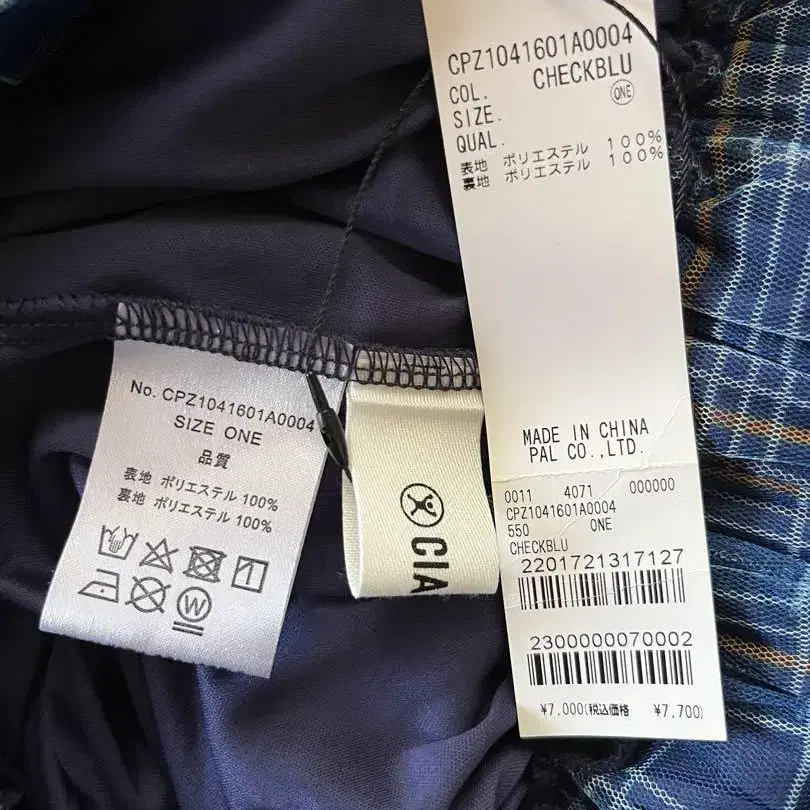 CPZ1041601A0004
COL. CHECKBLU
SIZE. ONE
QUAL.
表地 ポリエステル 100%
裏地 ポリエステル 100%
MADE IN CHINA
PAL CO.,LTD.
0011 4071 000000
CPZ1041601A0004
550 ONE
CHECKBLU
2201721317127
2300000070002
¥7,000(税込価格 ¥7,700)
No. CPZ1041601A0004
SIZE ONE
品質
表地 ポリエステル 100%
裏地 ポリエステル 100%
W
CIA